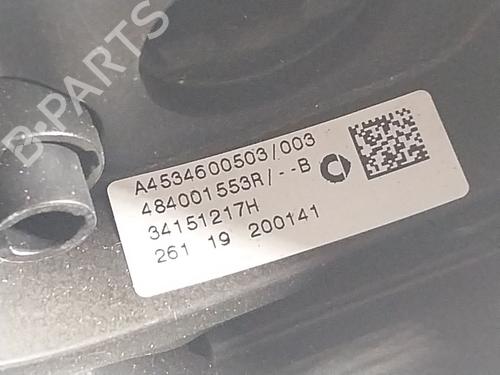 B-PARTS
A4534600503/003
484001553R/--B
34151217H
261 19 200141